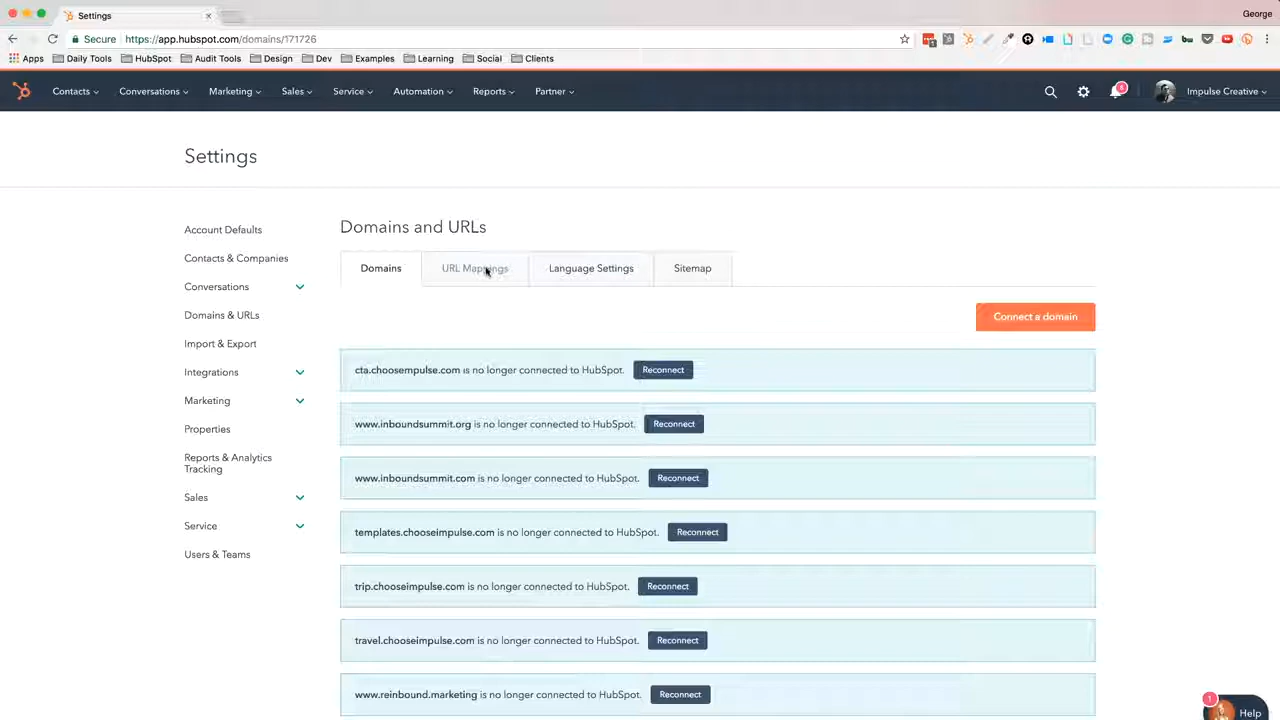 Settings
George
Secure
https://app.hubspot.com/domains/171726
Apps
Daily Tools
HubSpot
Audit Tools
Design
Dev
Examples
Learning
Social
Clients
Contacts
Conversations
Marketing
Sales
Service
Automation
Reports
Partner
3
Impulse Creative
Settings
Account Defaults
Contacts & Companies
Conversations
Domains & URLs
Import & Export
Integrations
Marketing
Properties
Reports & Analytics
Tracking
Sales
Service
Users & Teams
Domains and URLs
Domains
URL Mappings
Language Settings
Sitemap
Connect a domain
cta.choosempulse.com is no longer connected to HubSpot. Reconnect
www.inboundsummit.org is no longer connected to HubSpot. Reconnect
www.inboundsummit.com is no longer connected to HubSpot. Reconnect
templates.chooseimpulse.com is no longer connected to HubSpot. Reconnect
trip.chooseimpulse.com is no longer connected to HubSpot. Reconnect
travel.chooseimpulse.com is no longer connected to HubSpot. Reconnect
www.reinbound.marketing is no longer connected to HubSpot. Reconnect
1
Help